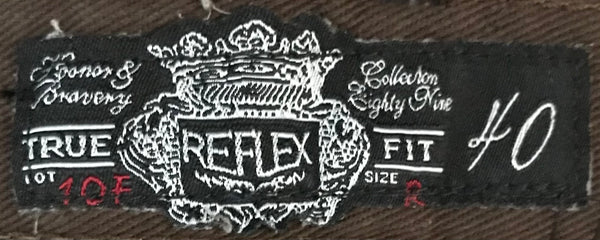 Honor &
Bravery
Collection
Eighty Nine
TRUE
REFLEX
FIT
40
LOT 10F
SIZE R